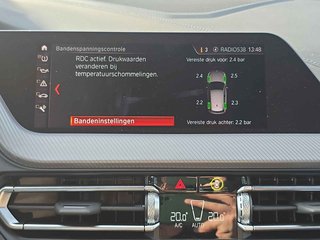 Bandenspanningscontrole
3 RADIO538 13:48
RDC actief. Drukwaarden
veranderen bij
temperatuurschommelingen.
Vereiste druk voor: 2.4 bar
2.4 2.5
2.2 2.3
Bandeninstellingen
Vereiste druk achter: 2.2 bar
20.0° A/C AUTO 20.0°